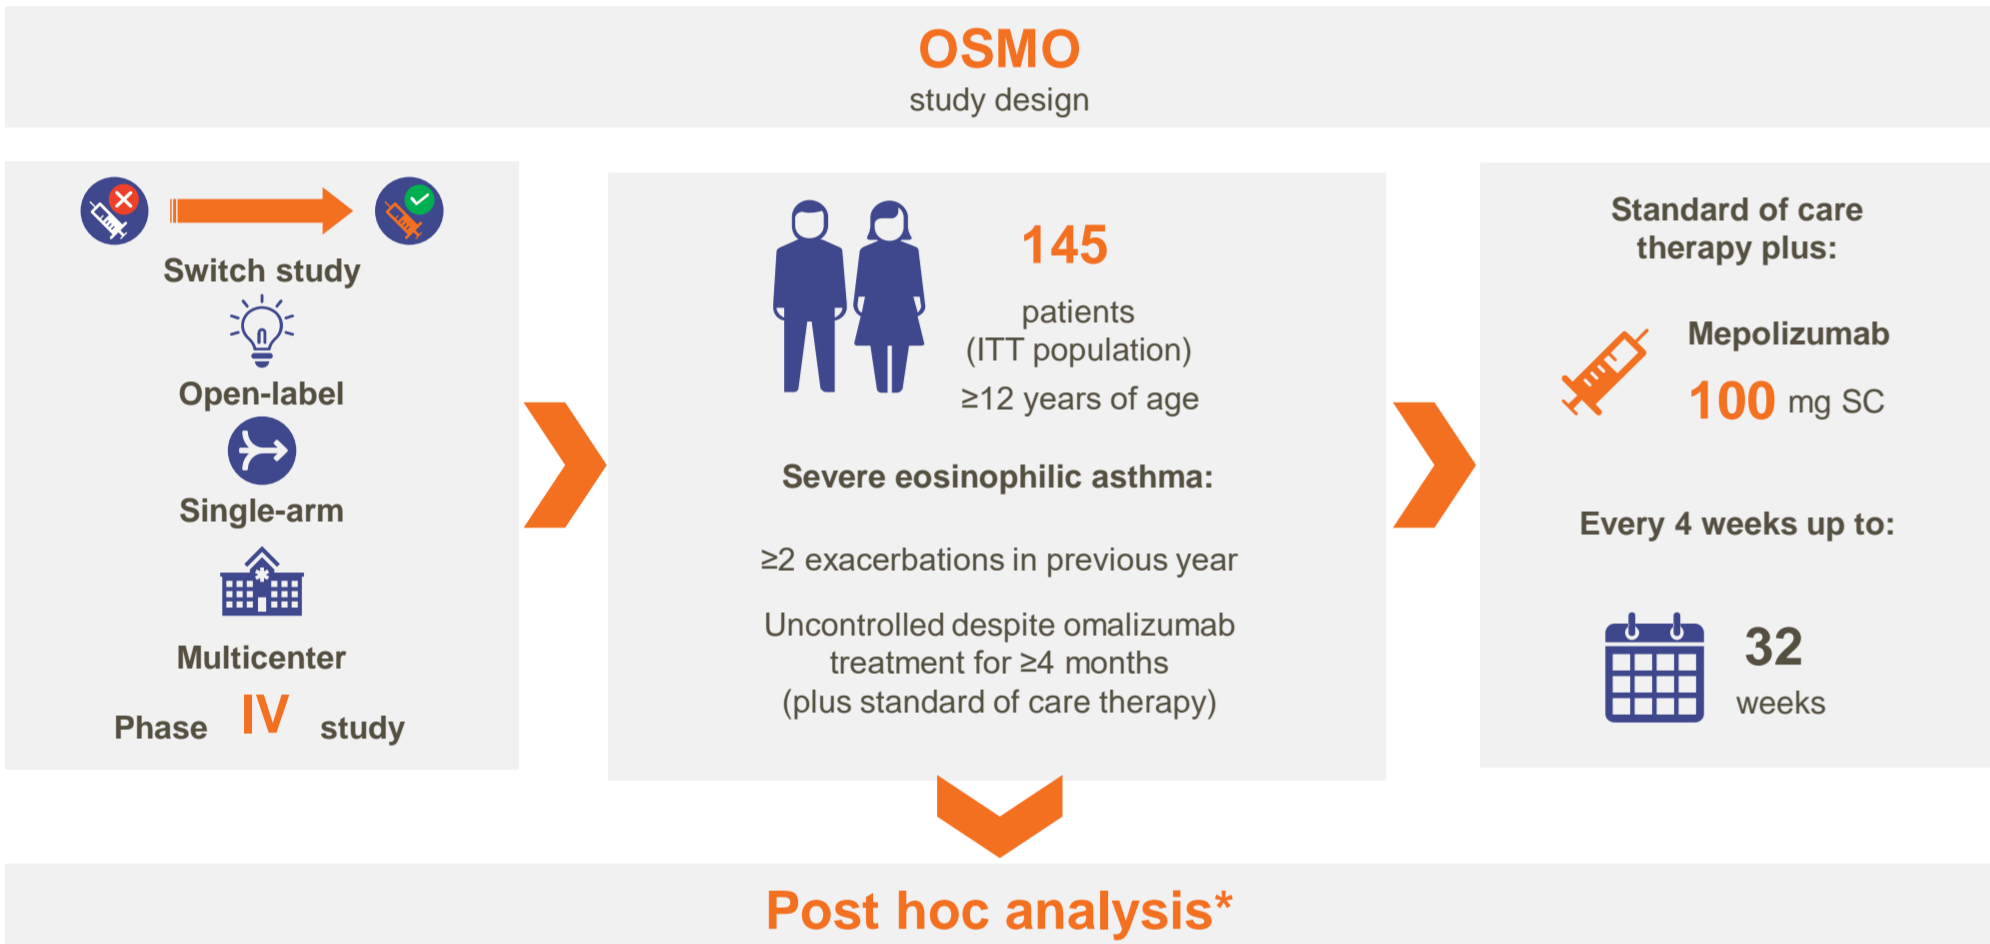 OSMO
study design
Switch study
Open-label
Single-arm
Multicenter
Phase IV study
145
patients
(ITT population)
≥12 years of age
Severe eosinophilic asthma:
≥2 exacerbations in previous year
Uncontrolled despite omalizumab
treatment for ≥4 months
(plus standard of care therapy)
Standard of care
therapy plus:
Mepolizumab
100 mg SC
Every 4 weeks up to:
32
weeks
Post hoc analysis*